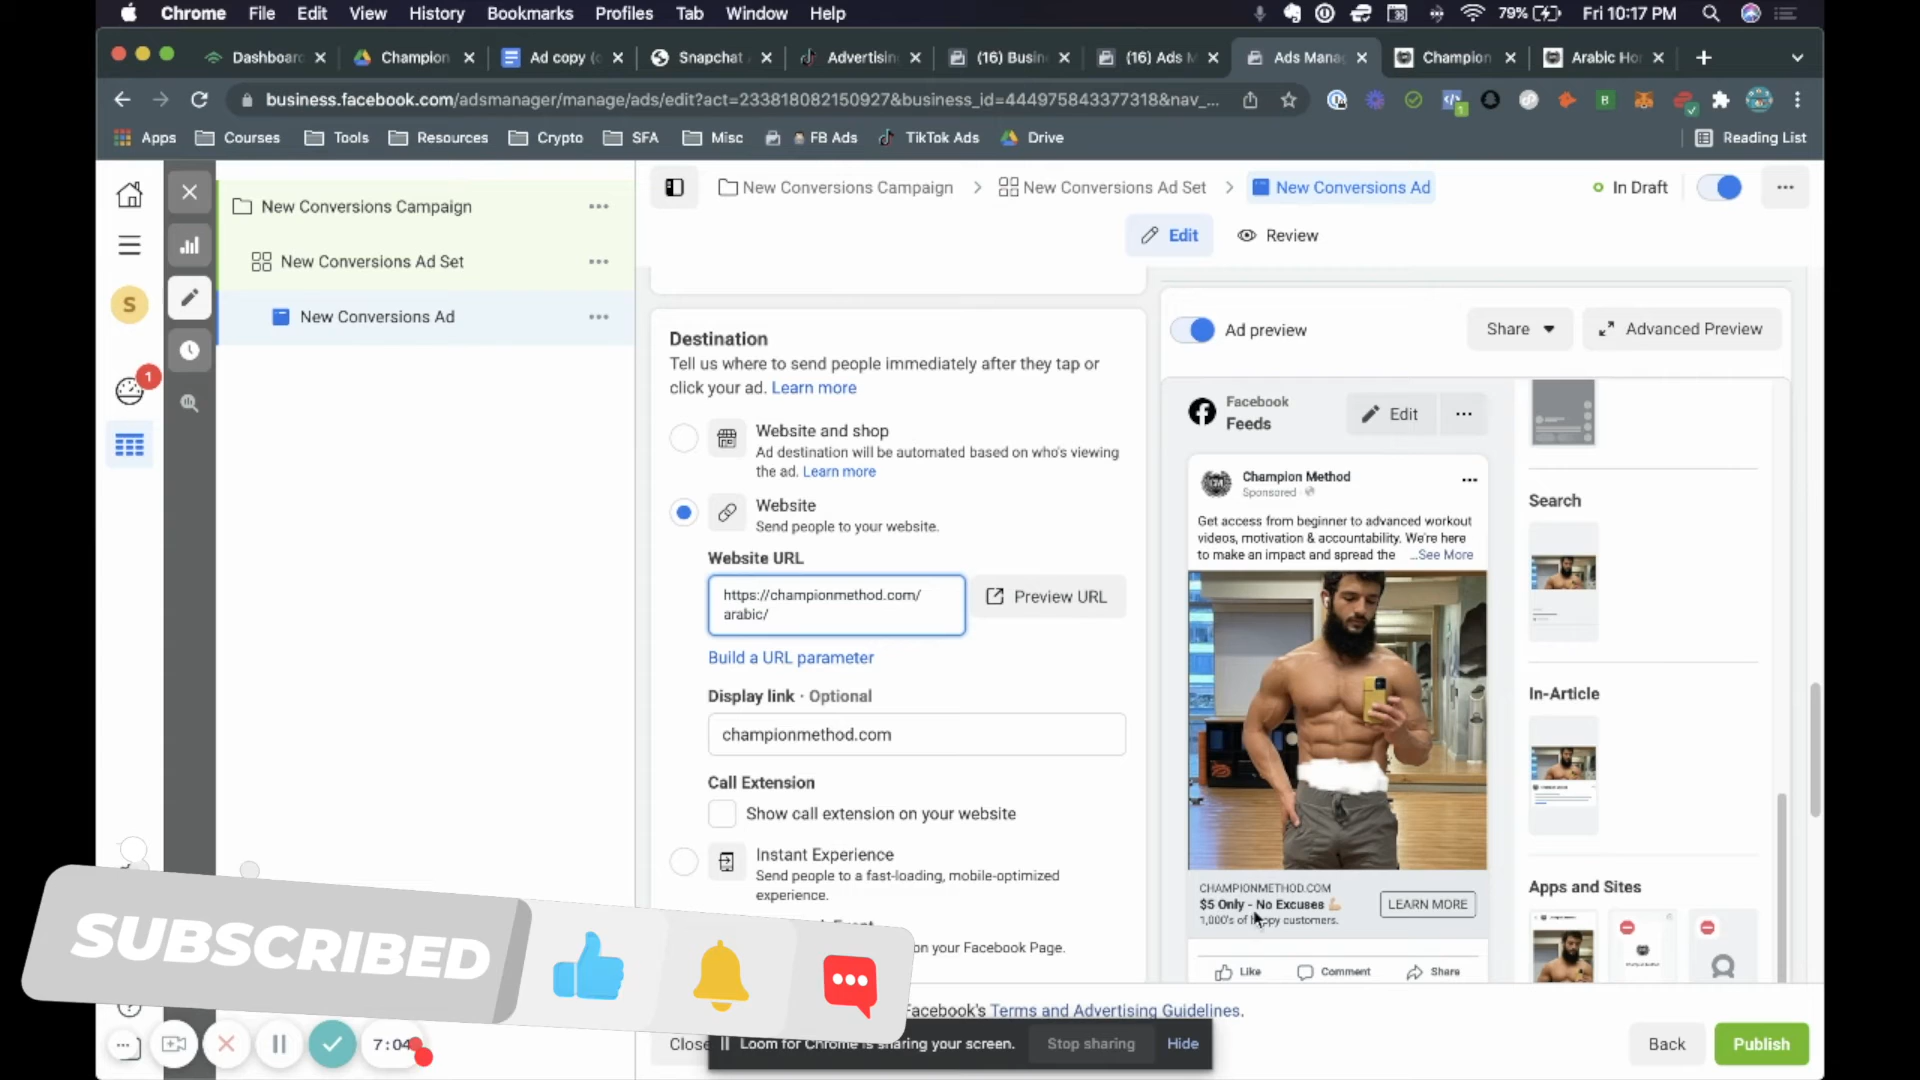 Chrome File Edit View History Bookmarks Profiles Tab Window Help
79% Fri 10:17 PM
Dashboard
Champion
Ad copy (
Snapchat
Advertisin
(16) Busin
(16) Ads M
Ads Mana
Champion
Arabic Ho
business.facebook.com/adsmanager/manage/ads/edit?act=233818082150927&business_id=444975843377318&nav_...
Apps Courses Tools Resources Crypto SFA Misc FB Ads TikTok Ads Drive Reading List
New Conversions Campaign
New Conversions Ad Set
New Conversions Ad
S
1
New Conversions Campaign > New Conversions Ad Set > New Conversions Ad
In Draft
Edit Review
Destination
Tell us where to send people immediately after they tap or
click your ad. Learn more
Website and shop
Ad destination will be automated based on who's viewing
the ad. Learn more
Website
Send people to your website.
Website URL
https://championmethod.com/
arabic/
Preview URL
Build a URL parameter
Display link · Optional
championmethod.com
Call Extension
Show call extension on your website
Instant Experience
Send people to a fast-loading, mobile-optimized
experience.
on your Facebook Page.
Ad preview
Share
Advanced Preview
Facebook
Feeds
Edit
Champion Method
Sponsored
Get access from beginner to advanced workout
videos, motivation & accountability. We're here
to make an impact and spread the ...See More
CHAMPIONMETHOD.COM
$5 Only - No Excuses
1,000's of happy customers.
LEARN MORE
Like Comment Share
Search
In-Article
Apps and Sites
SUBSCRIBED
Facebook's Terms and Advertising Guidelines.
7:04
Close
Loom for Chrome is sharing your screen.
Stop sharing
Hide
Back
Publish